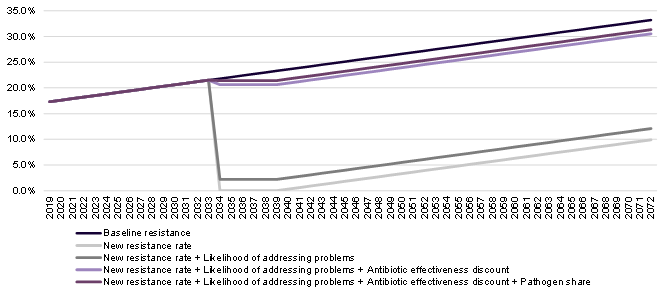 35.0%
30.0%
25.0%
20.0%
15.0%
10.0%
5.0%
0.0%
2019 2020 2021 2022 2023 2024 2025 2026 2027 2028 2029 2030 2031 2032 2033 2034 2035 2036 2037 2038 2039 2040 2041 2042 2043 2044 2045 2046 2047 2048 2049 2050 2051 2052 2053 2054 2055 2056 2057 2058 2059 2060 2061 2062 2063 2064 2065 2066 2067 2068 2069 2070 2071 2072
Baseline resistance
New resistance rate
New resistance rate + Likelihood of addressing problems
New resistance rate + Likelihood of addressing problems + Antibiotic effectiveness discount
New resistance rate + Likelihood of addressing problems + Antibiotic effectiveness discount + Pathogen share